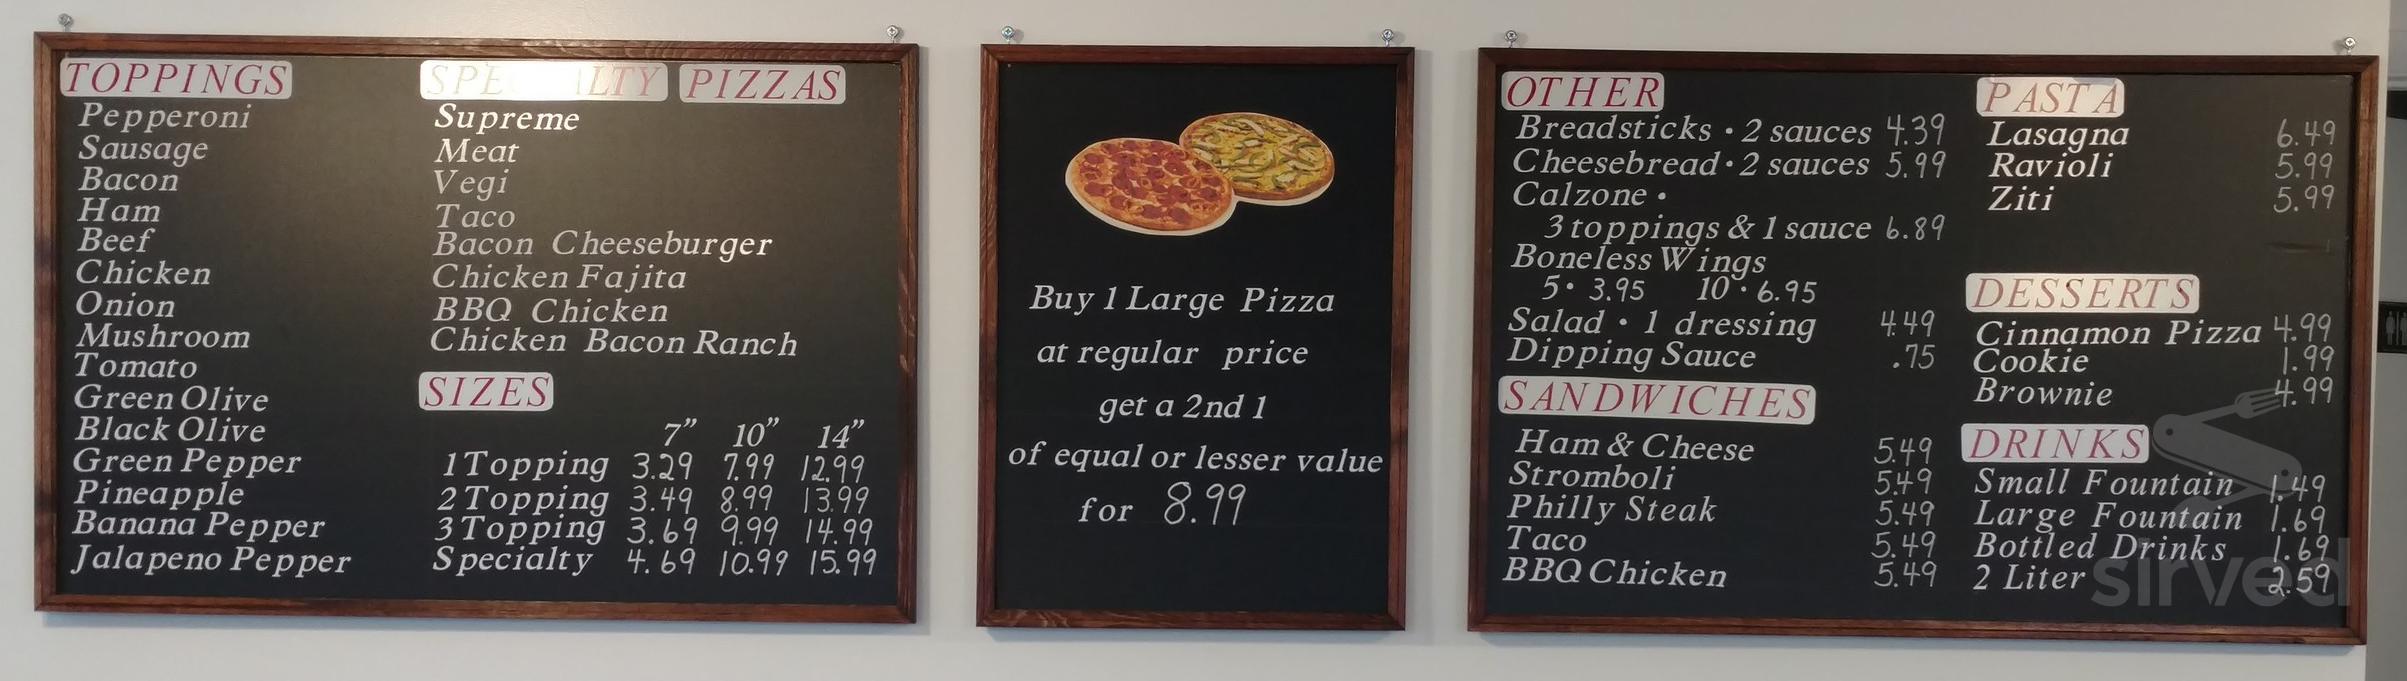 TOPPINGS
Pepperoni
Sausage
Bacon
Ham
Beef
Chicken
Onion
Mushroom
Tomato
Green Olive
Black Olive
Green Pepper
Pineapple
Banana Pepper
Jalapeno Pepper
SPECIALTY PIZZAS
Supreme
Meat
Vegi
Taco
Bacon Cheeseburger
Chicken Fajita
BBQ Chicken
Chicken Bacon Ranch
SIZES
7" 10" 14"
1 Topping 3.29 7.99 12.99
2 Topping 3.49 8.99 13.99
3 Topping 3.69 9.99 14.99
Specialty 4.69 10.99 15.99
Buy 1 Large Pizza
at regular price
get a 2nd 1
of equal or lesser value
for 8.99
OTHER
Breadsticks • 2 sauces 4.39
Cheesebread • 2 sauces 5.99
Calzone •
3 toppings & 1 sauce 6.89
Boneless Wings
5 • 3.95 10 • 6.95
Salad • 1 dressing 4.49
Dipping Sauce .75
SANDWICHES
Ham & Cheese 5.49
Stromboli 5.49
Philly Steak 5.49
Taco 5.49
BBQ Chicken 5.49
PASTA
Lasagna 6.49
Ravioli 5.99
Ziti 5.99
DESSERTS
Cinnamon Pizza 4.99
Cookie 1.99
Brownie 4.99
DRINKS
Small Fountain 1.49
Large Fountain 1.69
Bottled Drinks 1.69
2 Liter 2.59
sirved